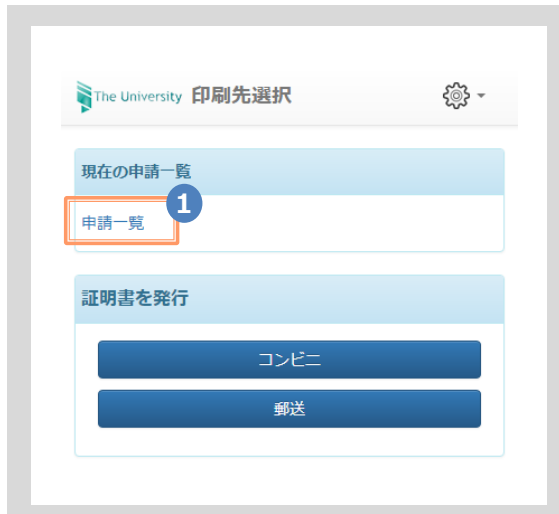 The University 印刷先選択
現在の申請一覧
1
申請一覧
証明書を発行
コンビニ
郵送